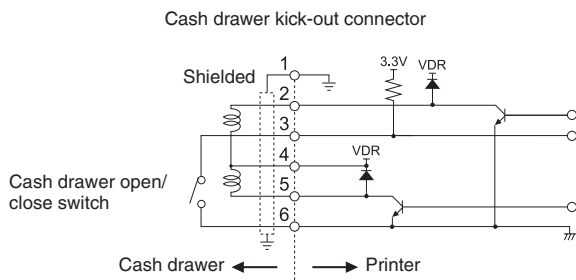 Cash drawer kick-out connector
Shielded
1
3.3V
VDR
2
3
4
VDR
Cash drawer open/
close switch
5
6
Cash drawer
Printer